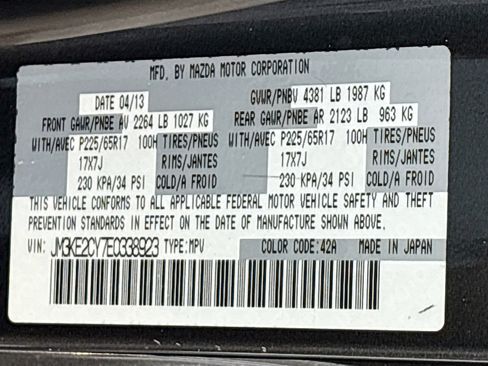 MFD. BY MAZDA MOTOR CORPORATION
DATE 04/13 GVWR/PNBV 4381 LB 1987 KG
FRONT GAWR/PNBE AV 2264 LB 1027 KG REAR GAWR/PNBE AR 2123 LB 963 KG
WITH/AVEC P225/65R17 100H TIRES/PNEUS WITH/AVEC P225/65R17 100H TIRES/PNEUS
17X7J RIMS/JANTES 17X7J RIMS/JANTES
230 KPA/34 PSI COLD/A FROID 230 KPA/34 PSI COLD/A FROID
THIS VEHICLE CONFORMS TO ALL APPLICABLE FEDERAL MOTOR VEHICLE SAFETY AND THEFT
PREVENTION STANDARDS IN EFFECT ON THE DATE OF MANUFACTURE SHOWN ABOVE.
VIN: JM3KE2CY7E0338923 TYPE:MPV COLOR CODE:42A MADE IN JAPAN